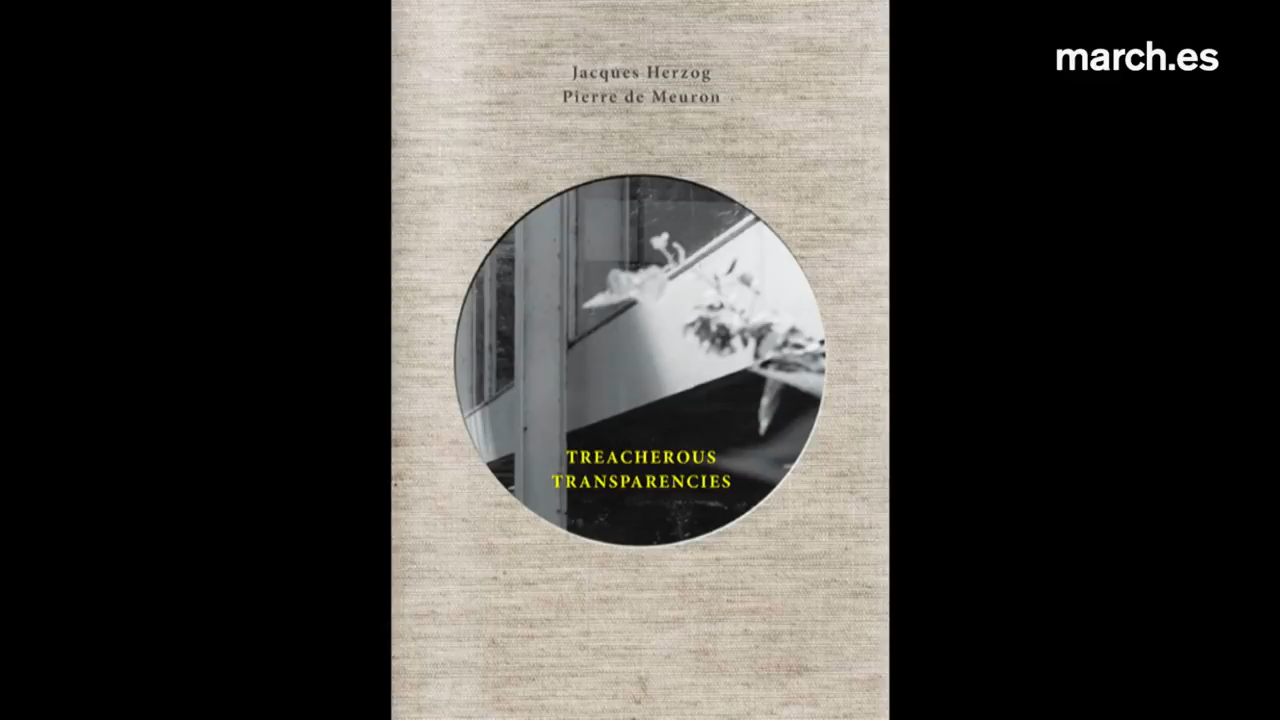 march.es
Jacques Herzog
Pierre de Meuron
TREACHEROUS
TRANSPARENCIES